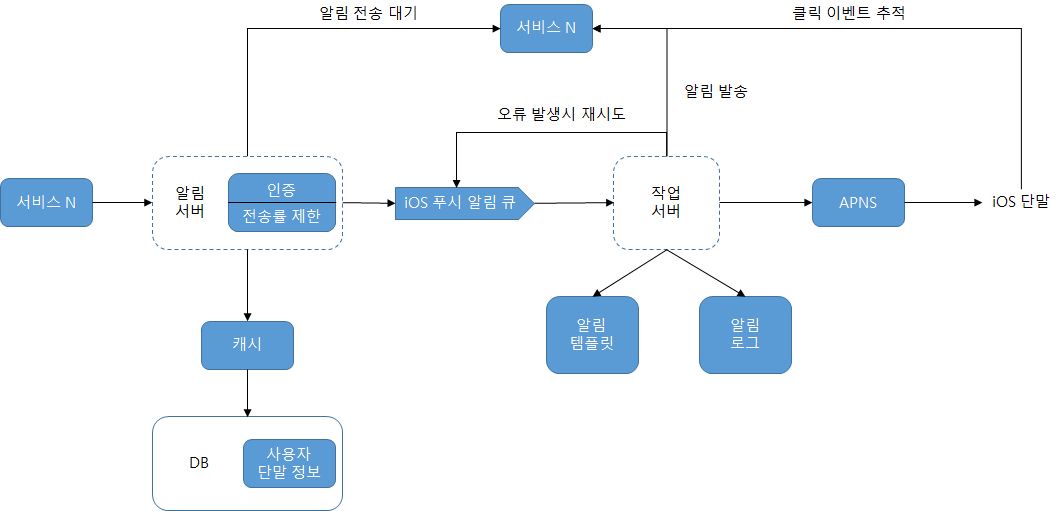 알림 전송 대기
서비스 N
클릭 이벤트 추적
알림 발송
오류 발생시 재시도
서비스 N
알림
서버
인증
전송률 제한
iOS 푸시 알림 큐
작업
서버
APNS
iOS 단말
알림
템플릿
알림
로그
캐시
DB
사용자
단말 정보